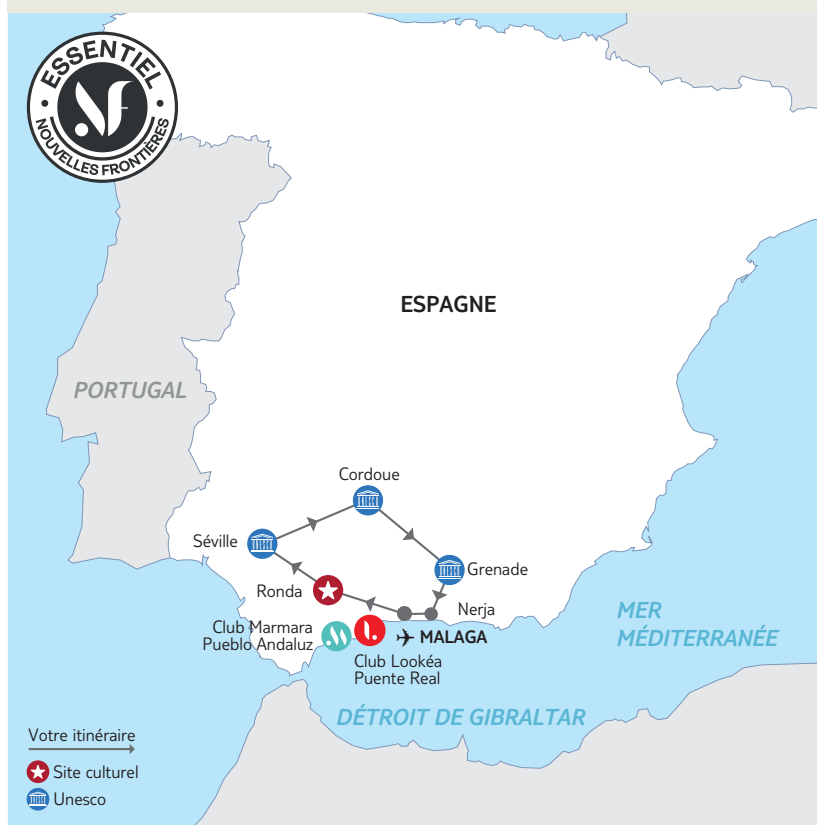 ESSENTIEL
NOUVELLES FRONTIÈRES
ESPAGNE
PORTUGAL
Cordoue
Séville
Grenade
Ronda
Nerja
Club Marmara
Pueblo Andaluz
MALAGA
Club Lookéa
Puente Real
MER
MÉDITERRANÉE
DÉTROIT DE GIBRALTAR
Votre itinéraire
Site culturel
Unesco